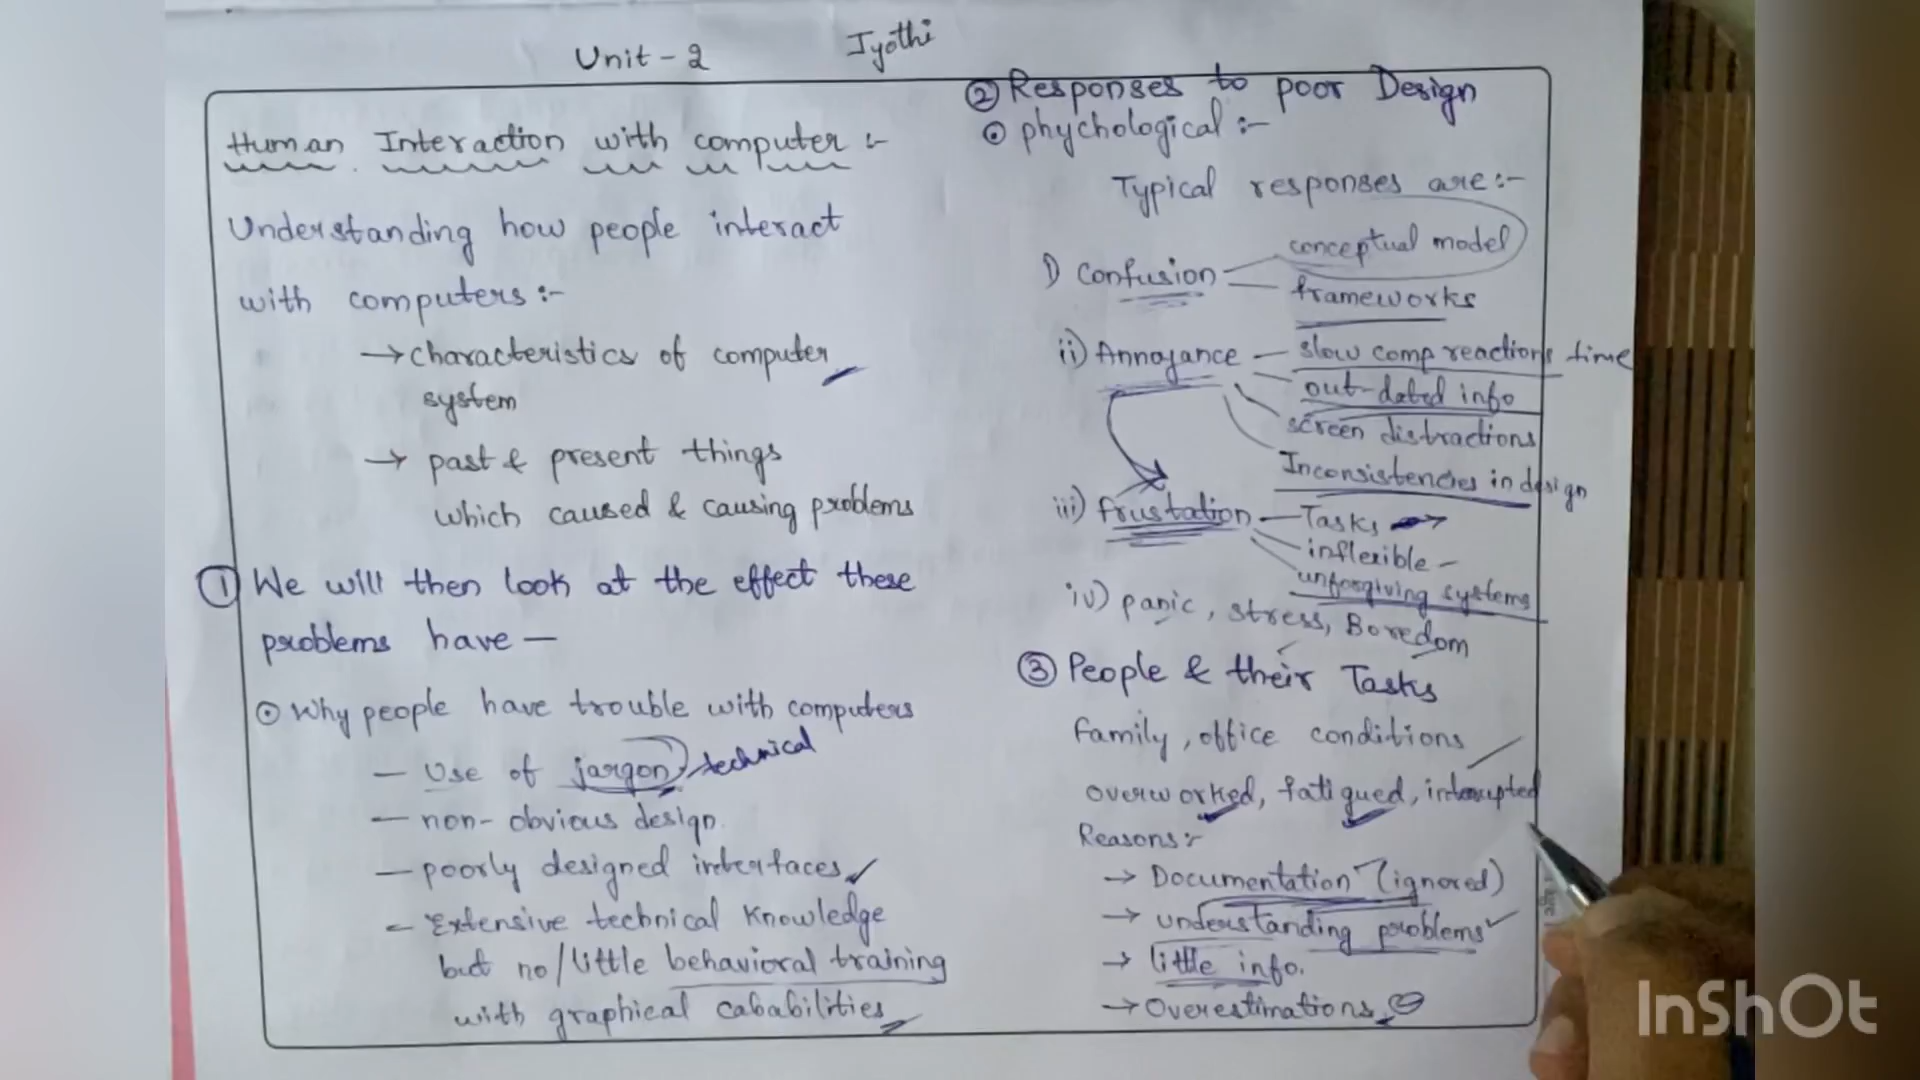 Unit - 2
Jyothi
Human Interaction with computer :-
Understanding how people interact
with computers :-
→ characteristics of computer
system
→ past & present things
which caused & causing problems
① We will then look at the effect these
problems have —
⊙ Why people have trouble with computers
— Use of jargon technical
— non-obvious design.
— poorly designed interfaces ✓
— Extensive technical knowledge
but no/little behavioral training
with graphical cababilities
② Responses to poor Design
⊙ phychological :-
Typical responses are :-
i) confusion — conceptual model
— frameworks
ii) Annoyance — slow comp reactions time
out-dated info
screen distractions
Inconsistencies in design
iii) frustation — Tasks →
inflexible —
unforgiving systems
iv) panic, stress, Boredom
③ People & their Tasks
family, office conditions
overworked, fatigued, interrupted
Reasons :-
→ Documentation (ignored)
→ understanding problems ✓
→ little info.
→ Overestimations
InShOt